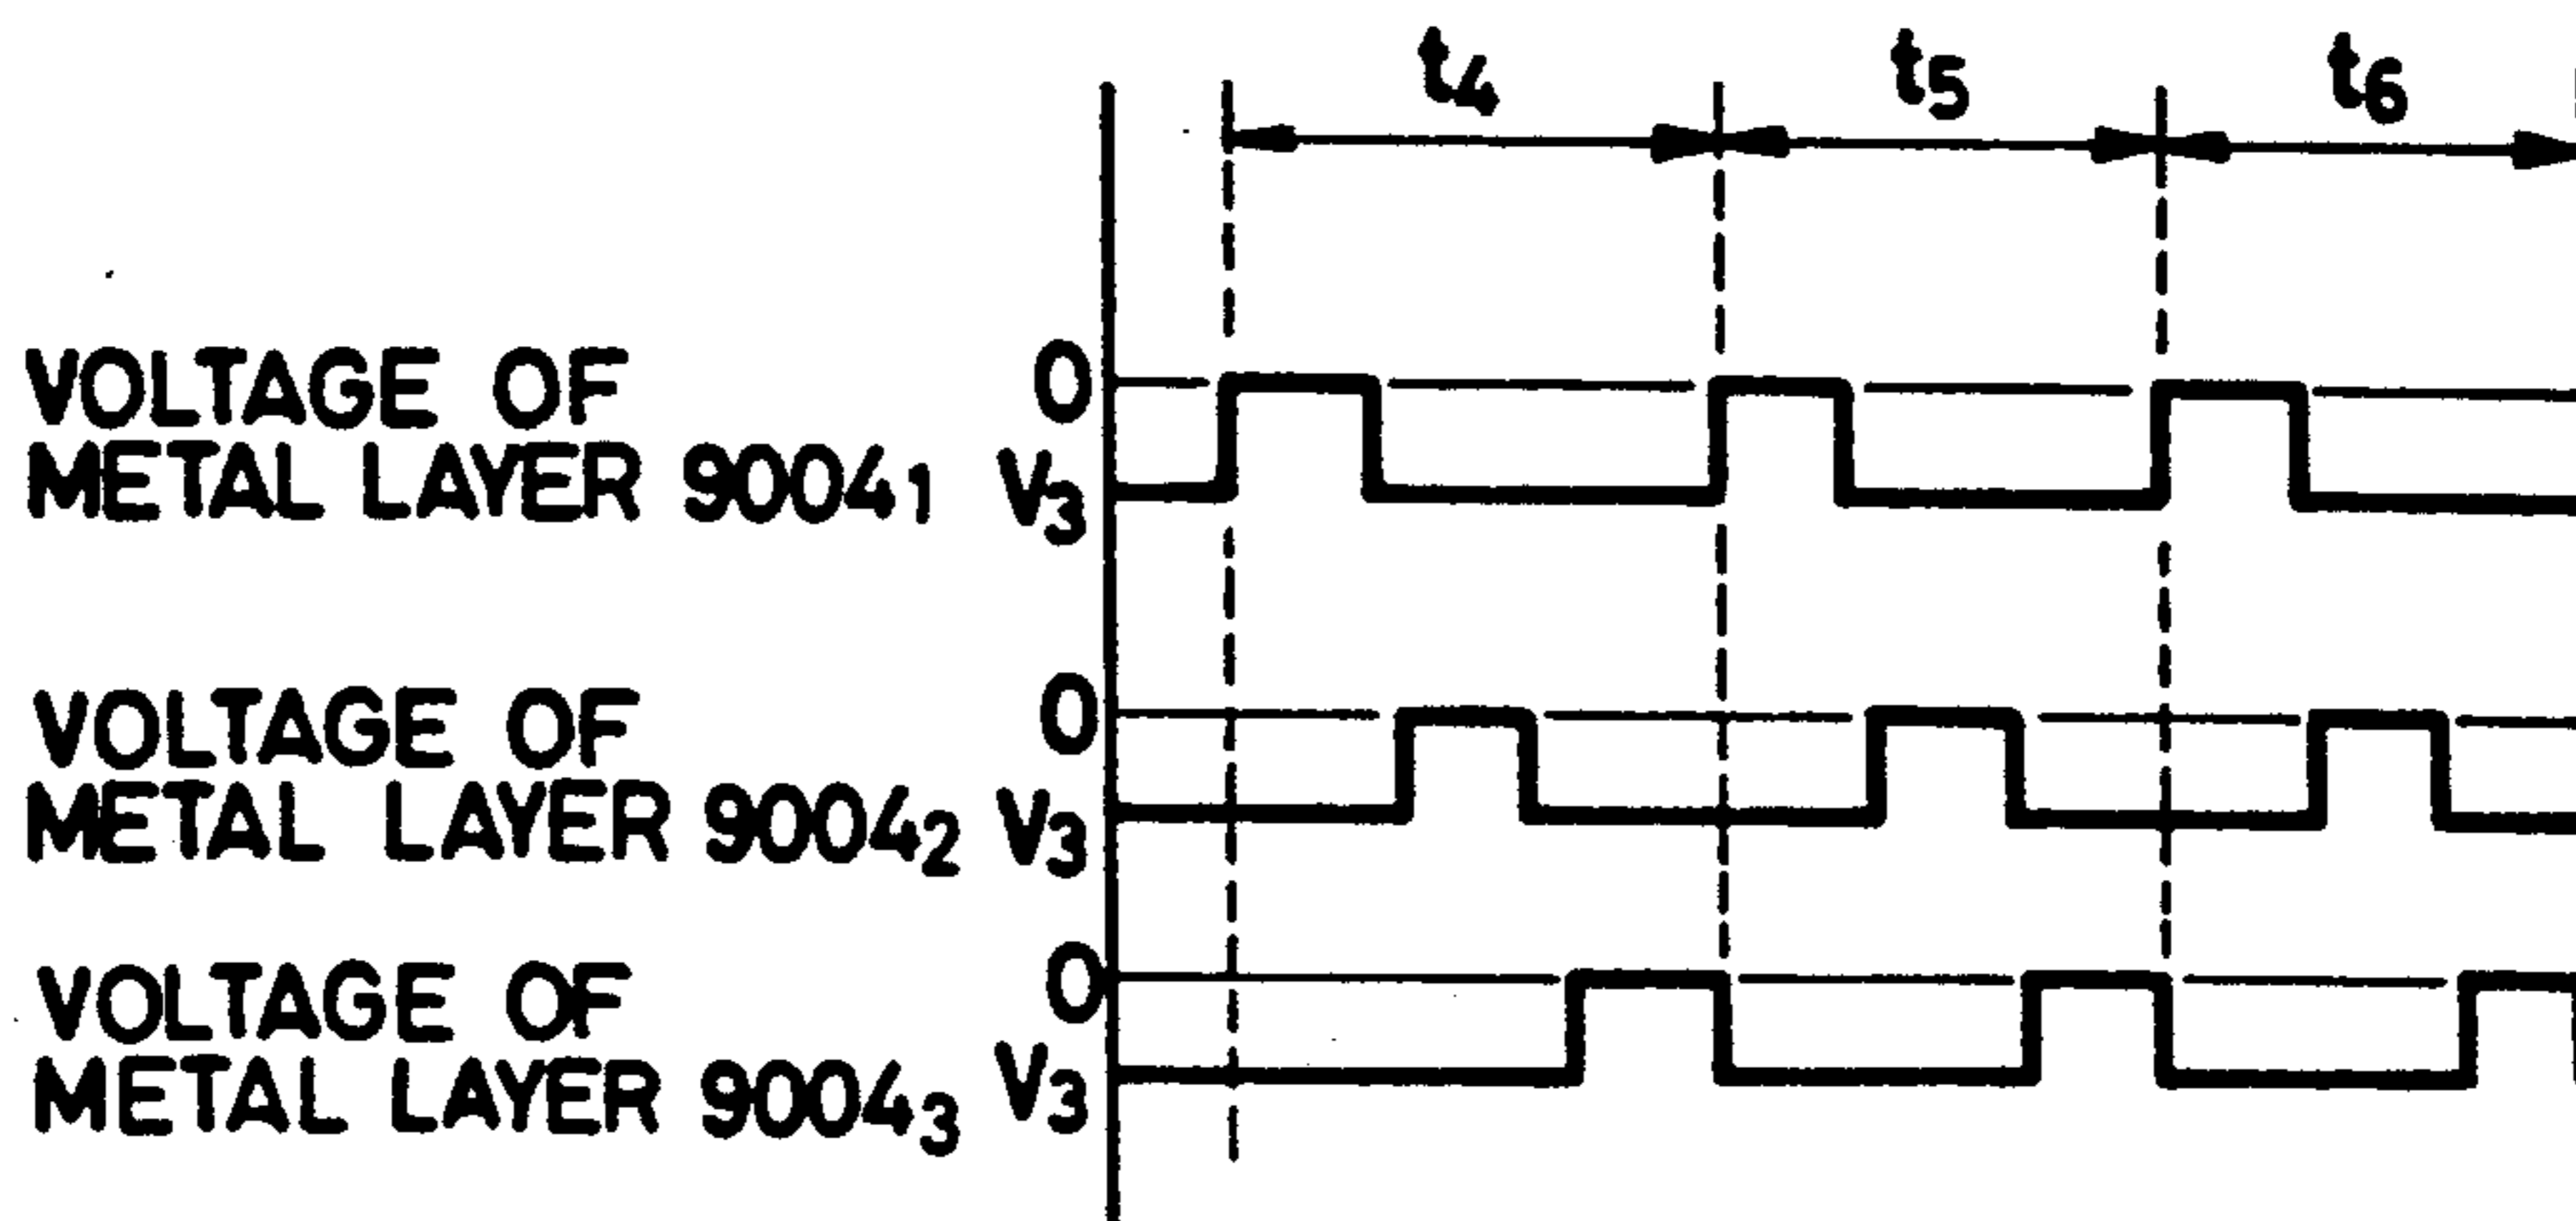 t4 t5 t6
VOLTAGE OF
METAL LAYER 90041
0
V3
VOLTAGE OF
METAL LAYER 90042
0
V3
VOLTAGE OF
METAL LAYER 90043
0
V3